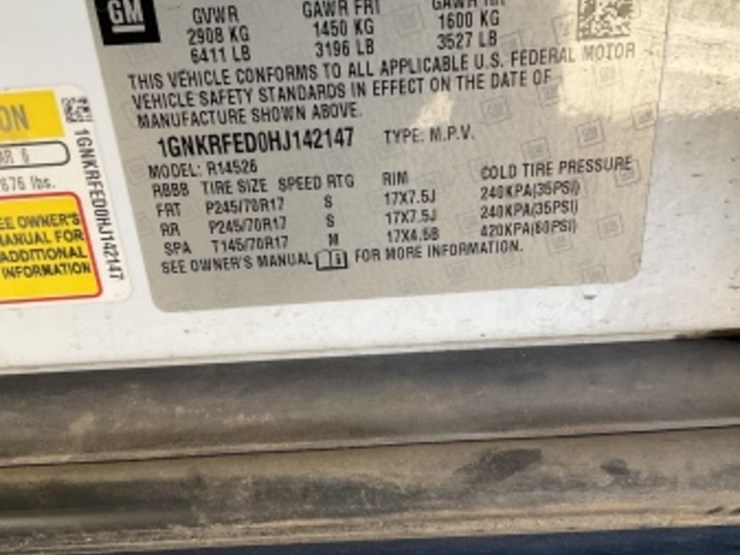 GM
GVWR GAWR FRT GAWR RR
2908 KG 1450 KG 1600 KG
6411 LB 3196 LB 3527 LB
THIS VEHICLE CONFORMS TO ALL APPLICABLE U.S. FEDERAL MOTOR
VEHICLE SAFETY STANDARDS IN EFFECT ON THE DATE OF
MANUFACTURE SHOWN ABOVE.
1GNKRFED0HJ142147 TYPE: M.P.V.
MODEL: R14526
RBBB TIRE SIZE SPEED RTG RIM COLD TIRE PRESSURE
FRT P245/70R17 S 17X7.5J 240KPA(35PSI)
RR P245/70R17 S 17X7.5J 240KPA(35PSI)
SPA T145/70R17 M 17X4.5B 420KPA(60PSI)
SEE OWNER'S MANUAL FOR MORE INFORMATION.
ON
AR 6
676 lbs.
EE OWNER'S
MANUAL FOR
ADDITIONAL
INFORMATION
1GNKRFED0HJ142147